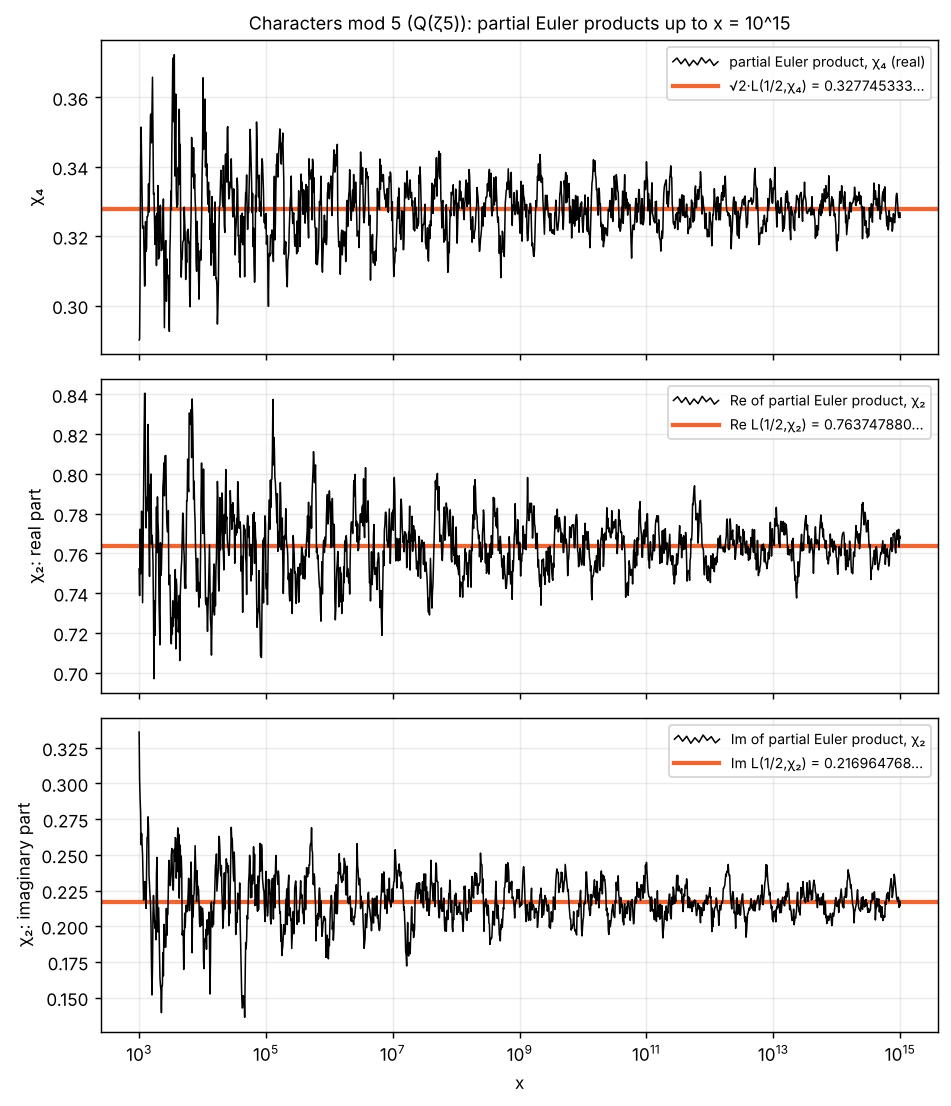 Characters mod 5 (Q(ζ5)): partial Euler products up to x = 10^15
partial Euler product, χ₄ (real)
√2·L(1/2,χ₄) = 0.327745333...
χ₄
0.36
0.34
0.32
0.30
Re of partial Euler product, χ₂
Re L(1/2,χ₂) = 0.763747880...
χ₂: real part
0.84
0.82
0.80
0.78
0.76
0.74
0.72
0.70
Im of partial Euler product, χ₂
Im L(1/2,χ₂) = 0.216964768...
χ₂: imaginary part
0.325
0.300
0.275
0.250
0.225
0.200
0.175
0.150
10³ 10⁵ 10⁷ 10⁹ 10¹¹ 10¹³ 10¹⁵
x